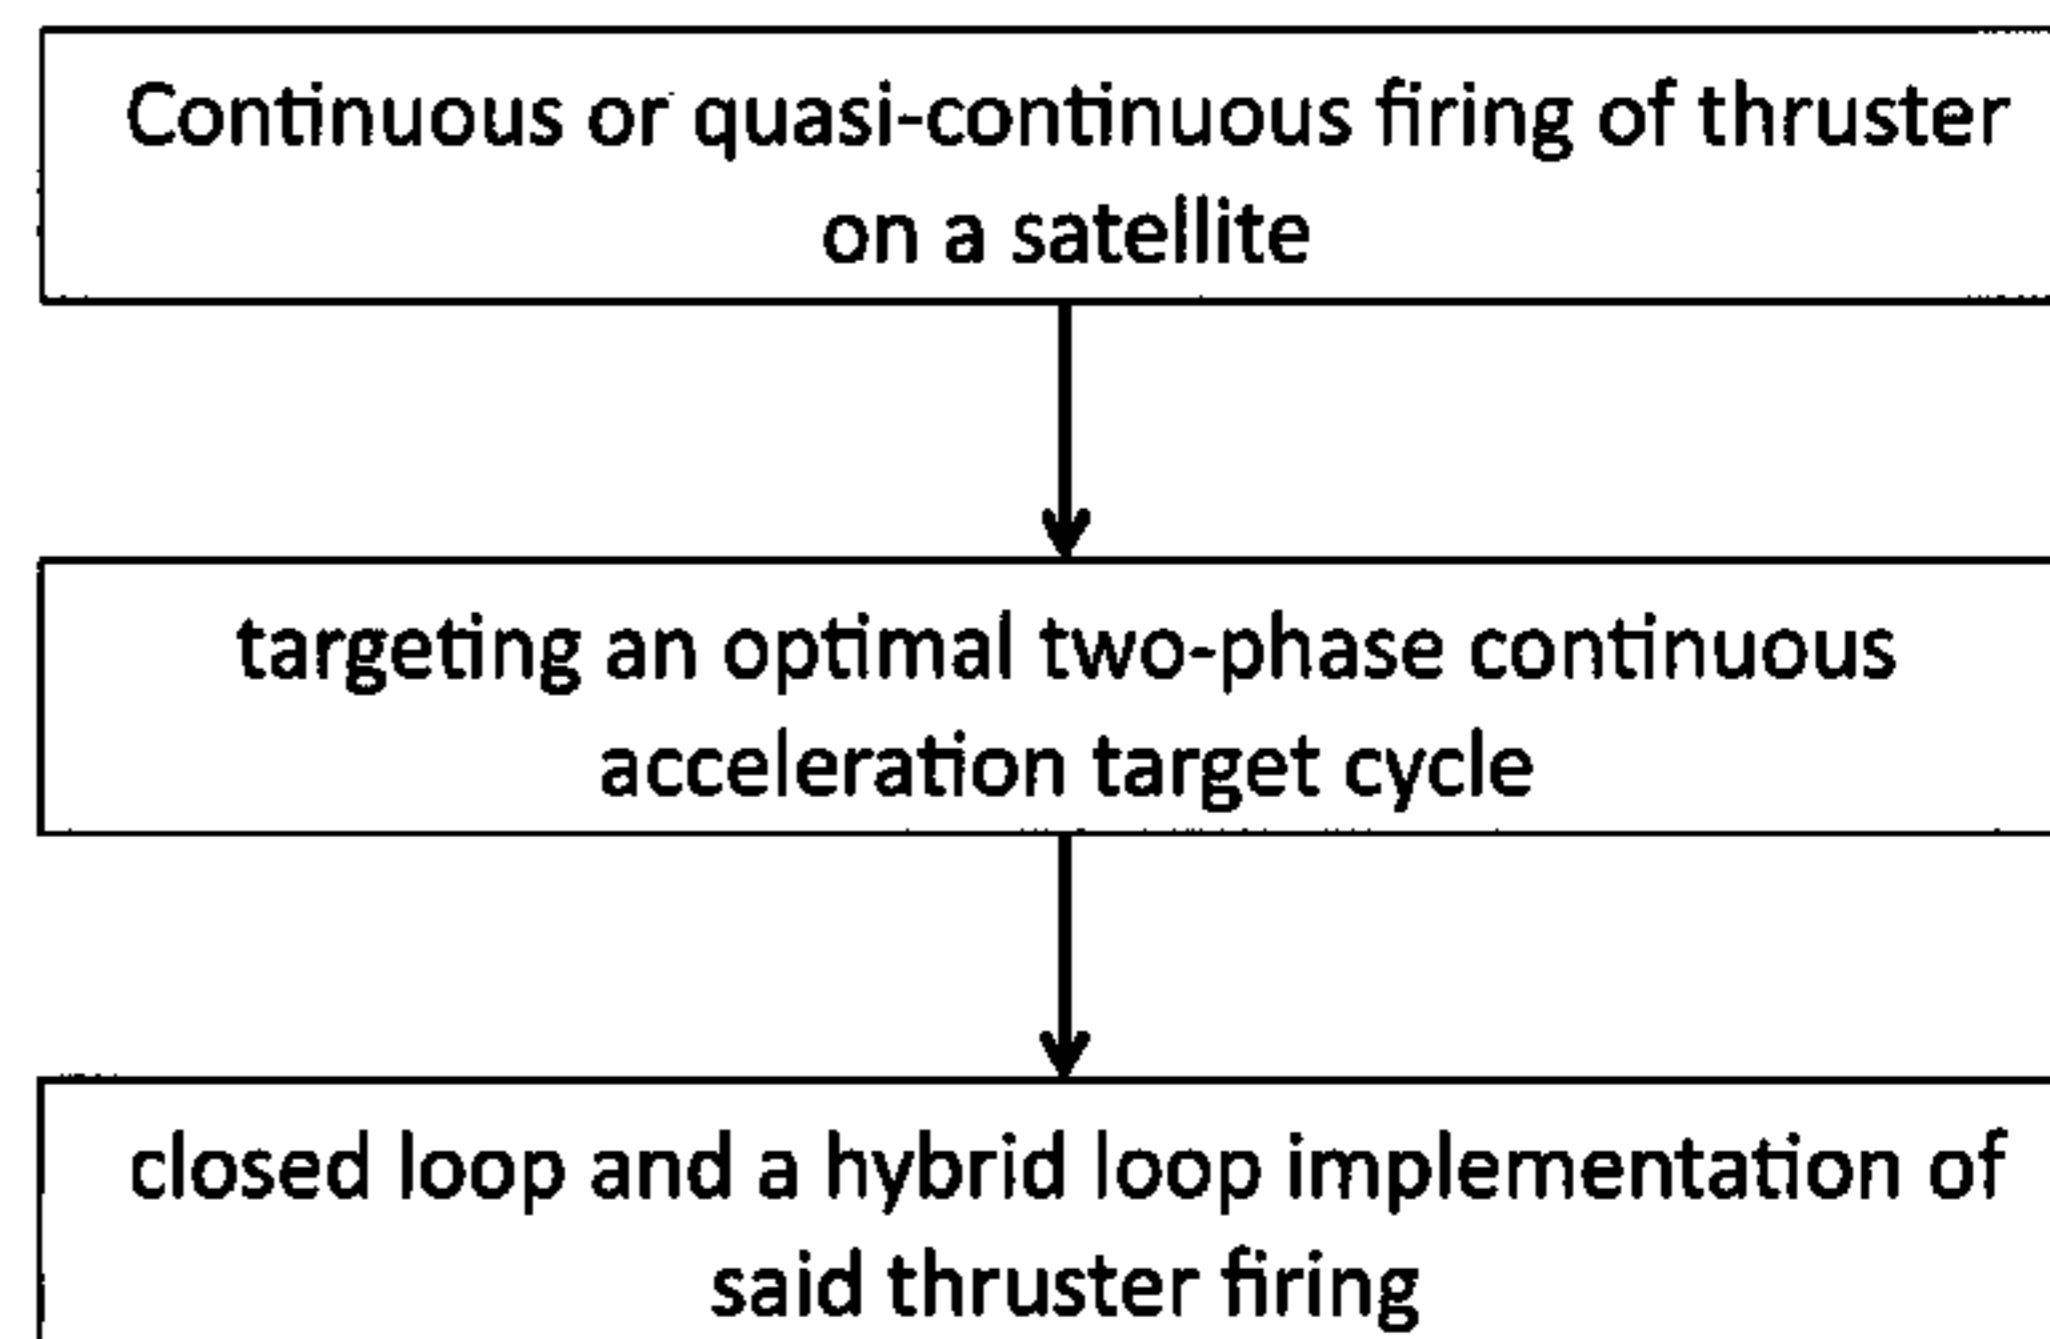 Continuous or quasi-continuous firing of thruster
on a satellite
targeting an optimal two-phase continuous
acceleration target cycle
closed loop and a hybrid loop implementation of
said thruster firing